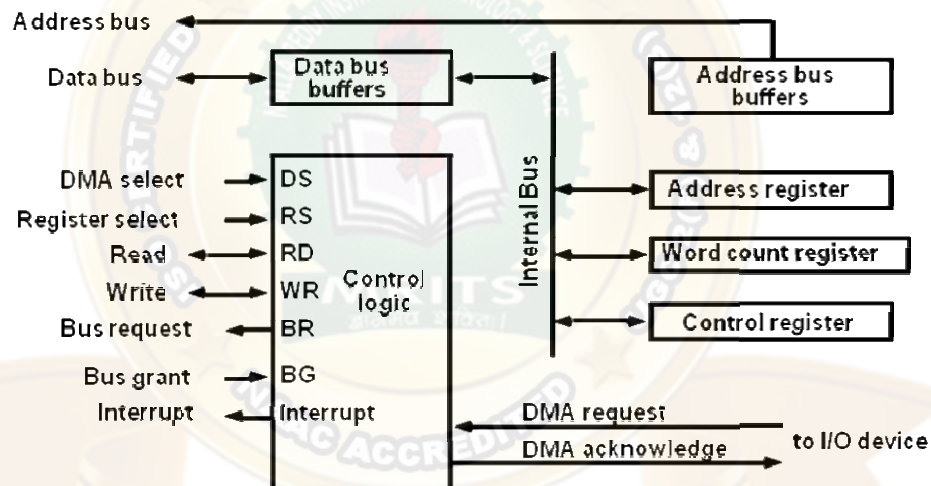 Address bus
Data bus
Data bus
buffers
Address bus
buffers
Internal Bus
DMA select
DS
Address register
Register select
RS
Read
RD
Word count register
Control
logic
Write
WR
Bus request
BR
Control register
Bus grant
BG
Interrupt
Interrupt
DMA request
to I/O device
DMA acknowledge
NAAC ACCREDITED